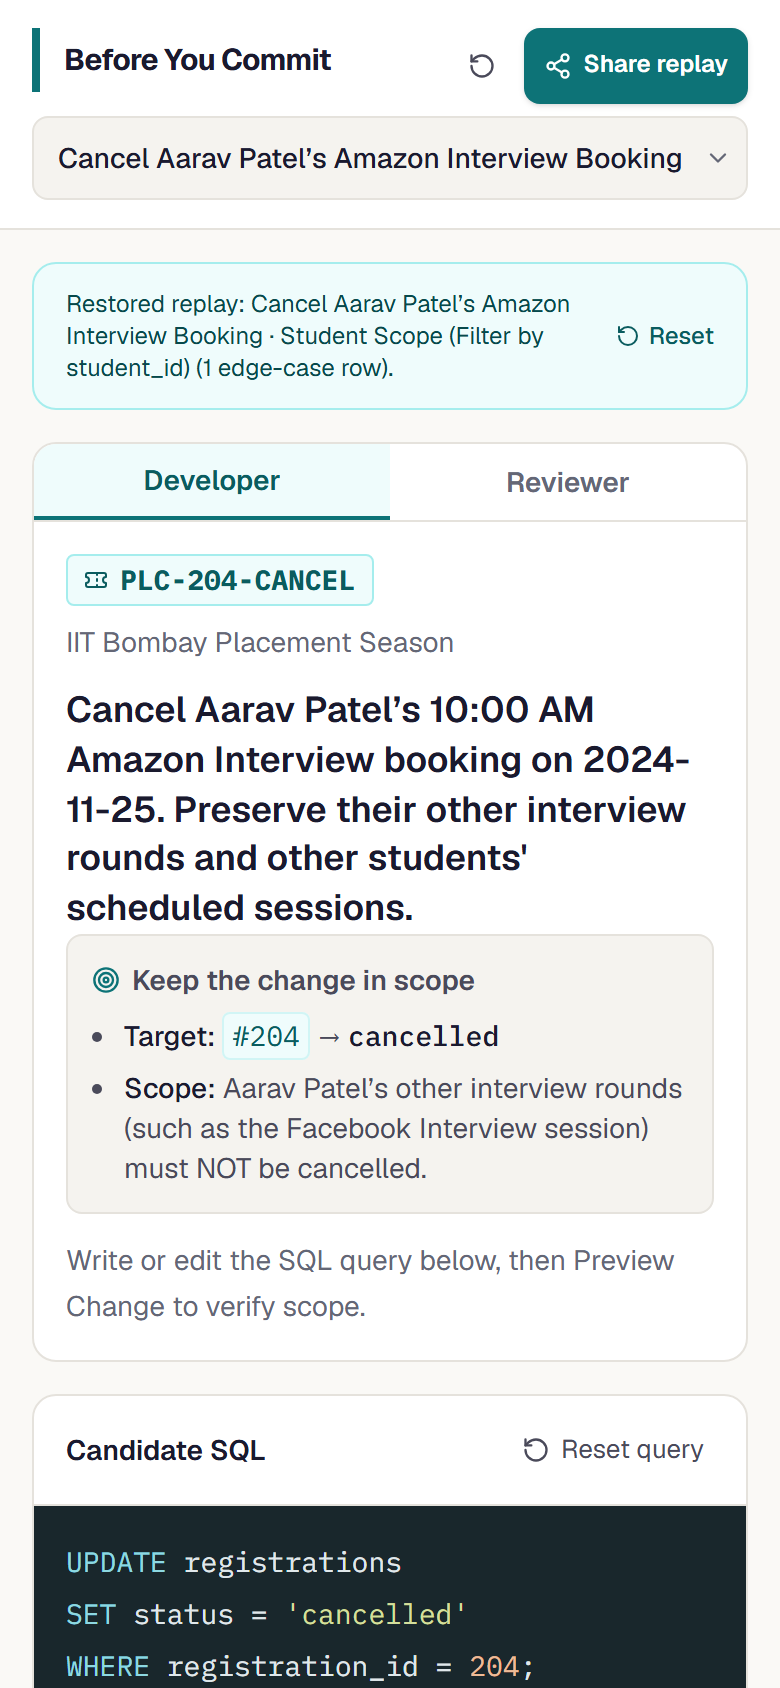 Before You Commit
Share replay
Cancel Aarav Patel’s Amazon Interview Booking
Restored replay: Cancel Aarav Patel’s Amazon
Interview Booking · Student Scope (Filter by
student_id) (1 edge-case row).
Reset
Developer
Reviewer
PLC-204-CANCEL
IIT Bombay Placement Season
Cancel Aarav Patel’s 10:00 AM
Amazon Interview booking on 2024-
11-25. Preserve their other interview
rounds and other students'
scheduled sessions.
Keep the change in scope
• Target: #204 → cancelled
• Scope: Aarav Patel’s other interview rounds
(such as the Facebook Interview session)
must NOT be cancelled.
Write or edit the SQL query below, then Preview
Change to verify scope.
Candidate SQL
Reset query
UPDATE registrations
SET status = 'cancelled'
WHERE registration_id = 204;